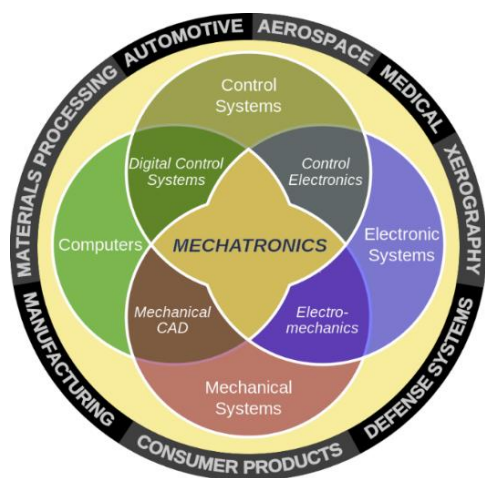 AUTOMOTIVE
AEROSPACE
MEDICAL
XEROGRAPHY
DEFENSE SYSTEMS
CONSUMER PRODUCTS
MANUFACTURING
MATERIALS PROCESSING
Control
Systems
Digital Control
Systems
Control
Electronics
Computers
MECHATRONICS
Electronic
Systems
Mechanical
CAD
Electro-
mechanics
Mechanical
Systems